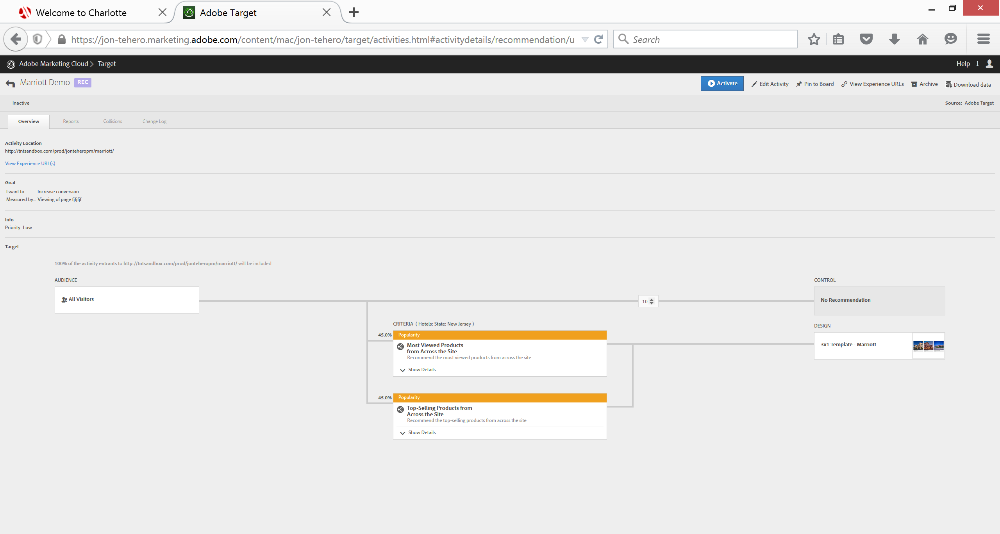 Welcome to Charlotte
Adobe Target
https://jon-tehero.marketing.adobe.com/content/mac/jon-tehero/target/activities.html#activitydetails/recommendation/u
Search
Adobe Marketing Cloud
Target
Help 1
Marriott Demo REC
Activate
Edit Activity
Pin to Board
View Experience URLs
Archive
Download data
Inactive
Source: Adobe Target
Overview
Reports
Collisions
Change Log
Activity Location
http://tntsandbox.com/prod/jonteheropm/marriott/
View Experience URL(s)
Goal
I want to... Increase conversion
Measured by... Viewing of page fjfjfjf
Info
Priority: Low
Target
100% of the activity entrants to http://tntsandbox.com/prod/jonteheropm/marriott/ will be included
AUDIENCE
CONTROL
All Visitors
10
No Recommendation
CRITERIA ( Hotels: State: New Jersey )
DESIGN
45.0%
Popularity
Most Viewed Products
from Across the Site
Recommend the most viewed products from across the site
Show Details
3x1 Template - Marriott
45.0%
Popularity
Top-Selling Products from
Across the Site
Recommend the top-selling products from across the site
Show Details